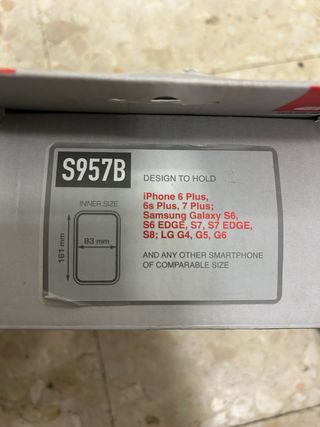 S957B
DESIGN TO HOLD
iPhone 6 Plus,
6s Plus, 7 Plus;
Samsung Galaxy S6,
S6 EDGE, S7, S7 EDGE,
S8; LG G4, G5, G6
AND ANY OTHER SMARTPHONE
OF COMPARABLE SIZE
INNER SIZE
83 mm
161 mm